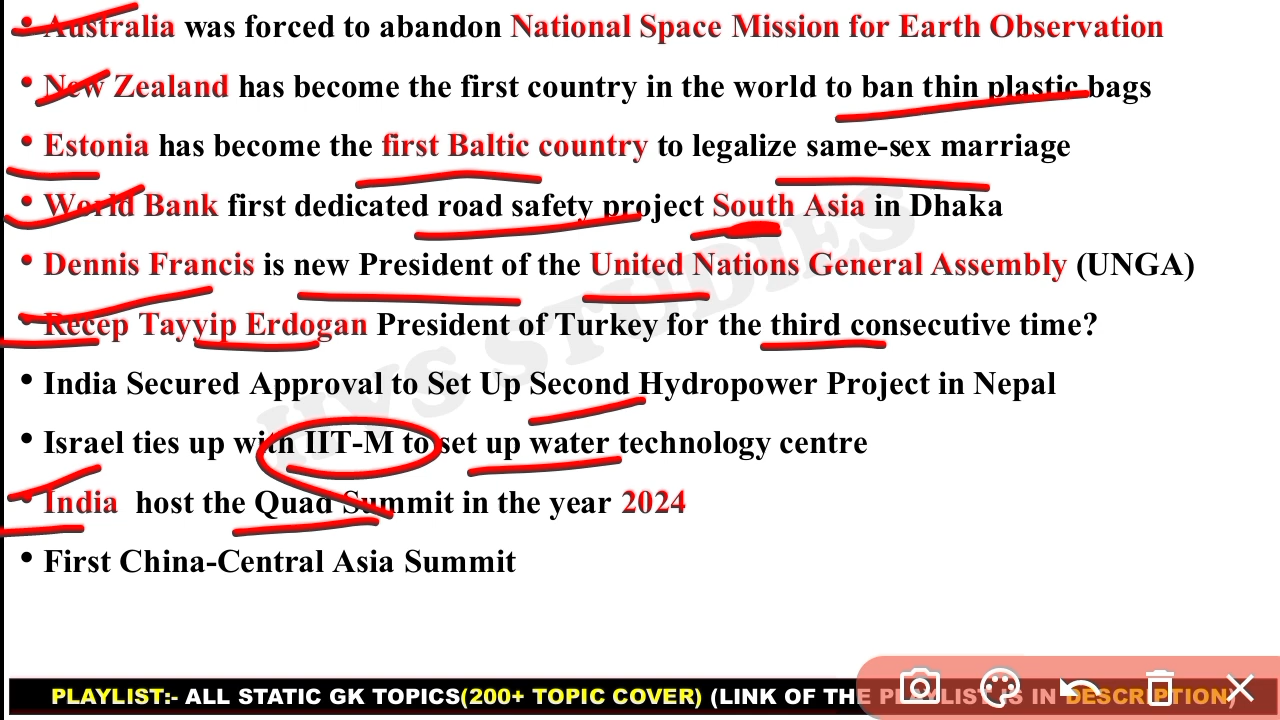 • Australia was forced to abandon National Space Mission for Earth Observation
• New Zealand has become the first country in the world to ban thin plastic bags
• Estonia has become the first Baltic country to legalize same-sex marriage
• World Bank first dedicated road safety project South Asia in Dhaka
• Dennis Francis is new President of the United Nations General Assembly (UNGA)
• Recep Tayyip Erdogan President of Turkey for the third consecutive time?
• India Secured Approval to Set Up Second Hydropower Project in Nepal
• Israel ties up with IIT-M to set up water technology centre
• India host the Quad Summit in the year 2024
• First China-Central Asia Summit
PLAYLIST:- ALL STATIC GK TOPICS(200+ TOPIC COVER) (LINK OF THE PLAYLIST IS IN DESCRIPTION)